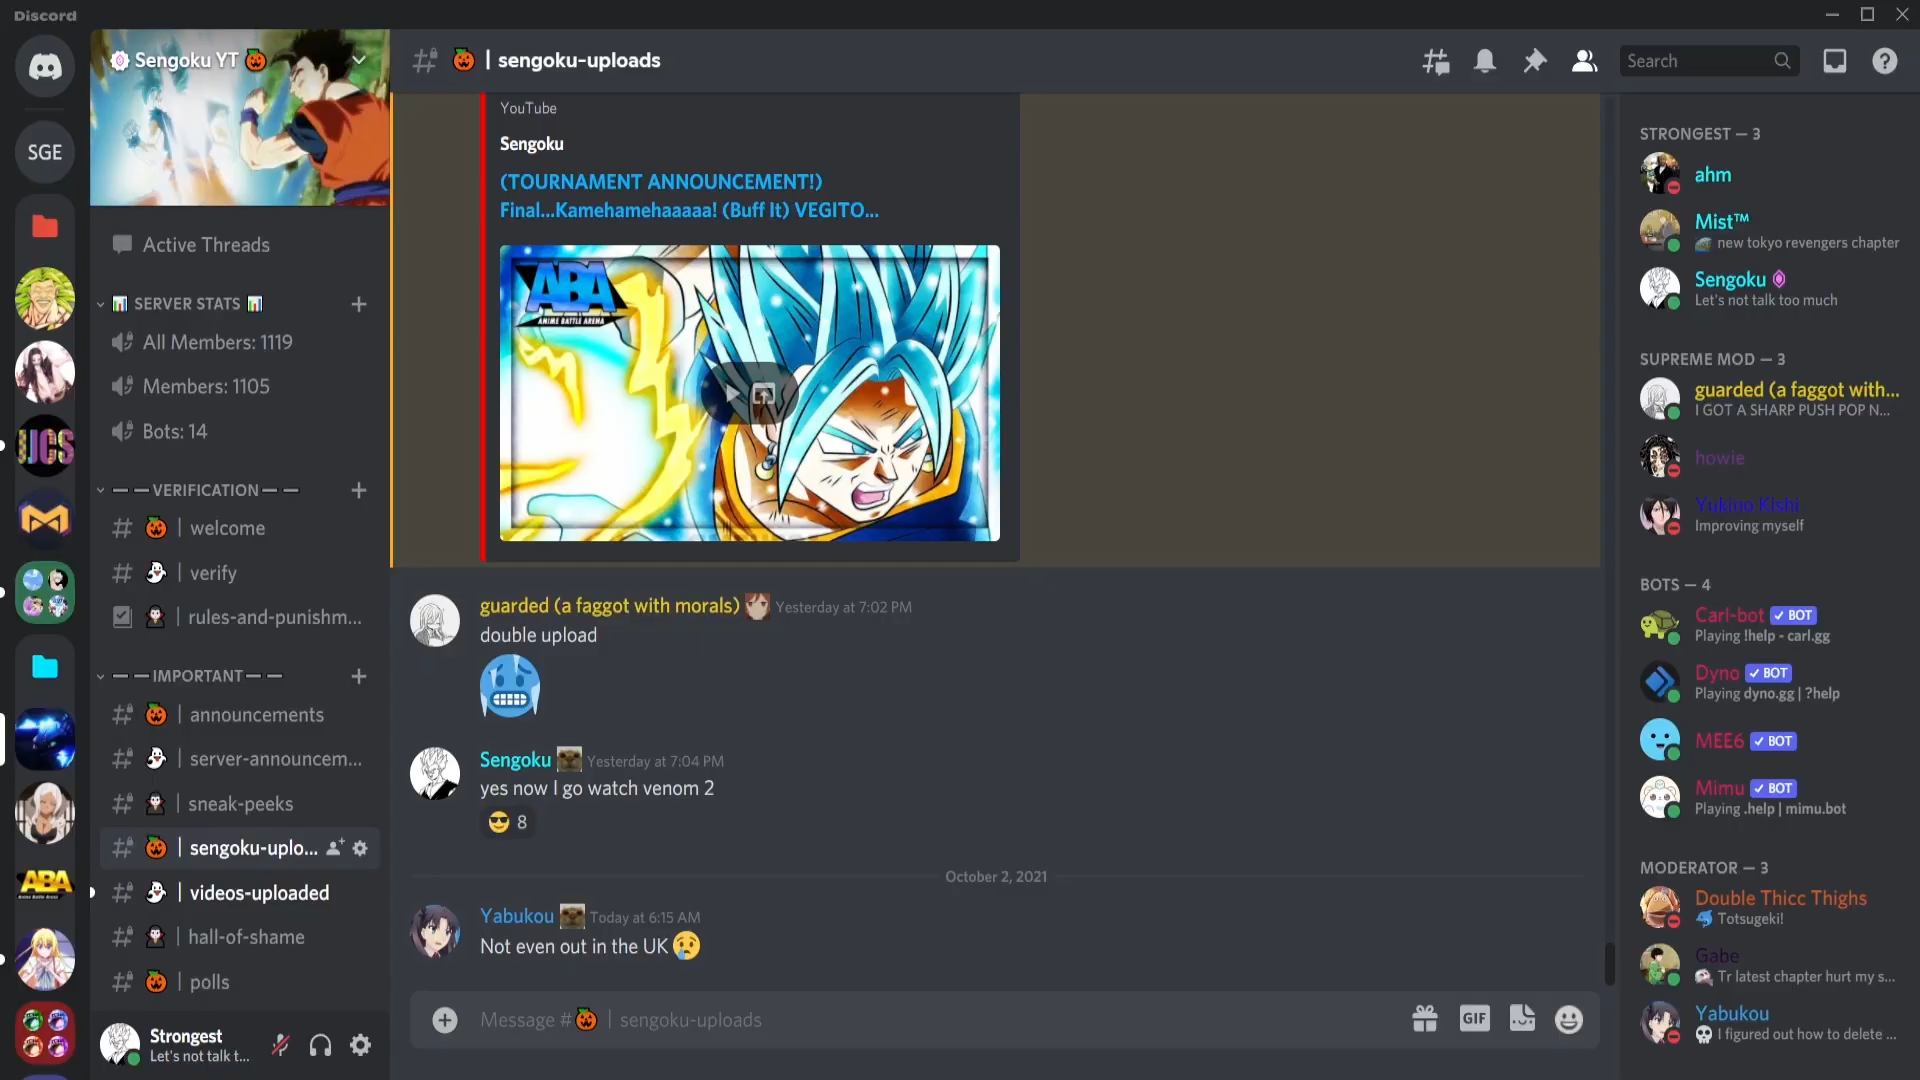 Discord
Sengoku YT 🎃
SGE
Active Threads
📊 SERVER STATS 📊
All Members: 1119
Members: 1105
Bots: 14
— —VERIFICATION— —
🎃 | welcome
👻 | verify
🧛 | rules-and-punishm...
— —IMPORTANT— —
🎃 | announcements
👻 | server-announcem...
🧛 | sneak-peeks
🎃 | sengoku-uplo...
👻 | videos-uploaded
🧛 | hall-of-shame
🎃 | polls
JJCS
ABA
Strongest
Let's not talk t...
🎃 | sengoku-uploads
Search
YouTube
Sengoku
(TOURNAMENT ANNOUNCEMENT!)
Final...Kamehamehaaaaa! (Buff It) VEGITO...
ABA
ANIME BATTLE ARENA
guarded (a faggot with morals) Yesterday at 7:02 PM
double upload
🥶
Sengoku Yesterday at 7:04 PM
yes now I go watch venom 2
😎 8
October 2, 2021
Yabukou Today at 6:15 AM
Not even out in the UK 😢
Message #🎃 | sengoku-uploads
GIF
STRONGEST — 3
ahm
Mist™
new tokyo revengers chapter
Sengoku
Let's not talk too much
SUPREME MOD — 3
guarded (a faggot with...
I GOT A SHARP PUSH POP N...
howie
Yukino Kishi
Improving myself
BOTS — 4
Carl-bot ✓ BOT
Playing !help - carl.gg
Dyno ✓ BOT
Playing dyno.gg | ?help
MEE6 ✓ BOT
Mimu ✓ BOT
Playing .help | mimu.bot
MODERATOR — 3
Double Thicc Thighs
🐬 Totsugeki!
Gabe
Tr latest chapter hurt my s...
Yabukou
💀 I figured out how to delete ...